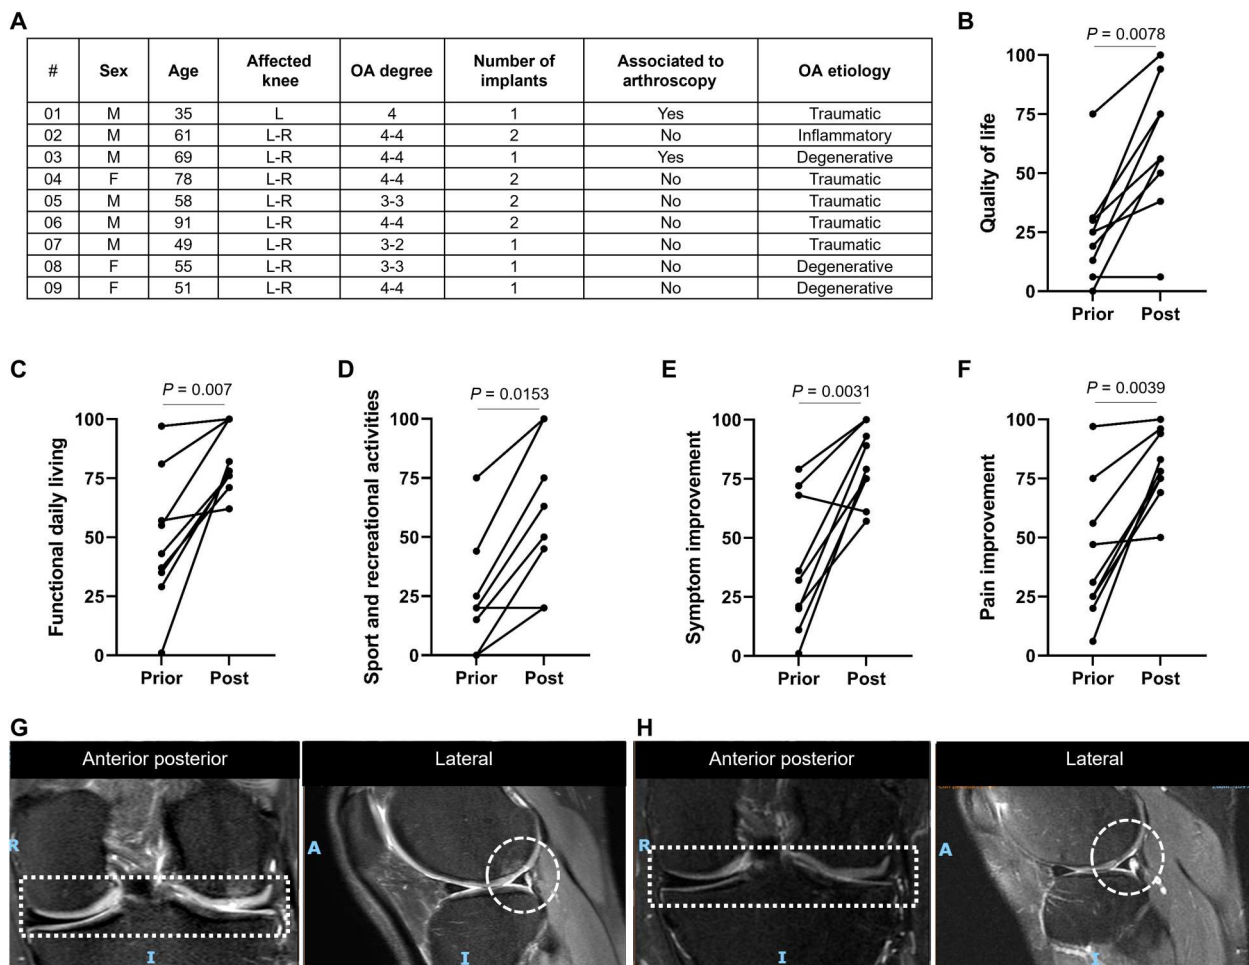 A
# Sex Age Affected knee OA degree Number of implants Associated to arthroscopy OA etiology
01 M 35 L 4 1 Yes Traumatic
02 M 61 L-R 4-4 2 No Inflammatory
03 M 69 L-R 4-4 1 Yes Degenerative
04 F 78 L-R 4-4 2 No Traumatic
05 M 58 L-R 3-3 2 No Traumatic
06 M 91 L-R 4-4 2 No Traumatic
07 M 49 L-R 3-2 1 No Traumatic
08 F 55 L-R 3-3 1 No Degenerative
09 F 51 L-R 4-4 1 No Degenerative
B
P = 0.0078
Quality of life
100
75
50
25
0
Prior Post
C
P = 0.007
Functional daily living
100
75
50
25
0
Prior Post
D
P = 0.0153
Sport and recreational activities
100
75
50
25
0
Prior Post
E
P = 0.0031
Symptom improvement
100
75
50
25
0
Prior Post
F
P = 0.0039
Pain improvement
100
75
50
25
0
Prior Post
G
Anterior posterior
R
I
Lateral
A
I
H
Anterior posterior
R
I
Lateral
A
I